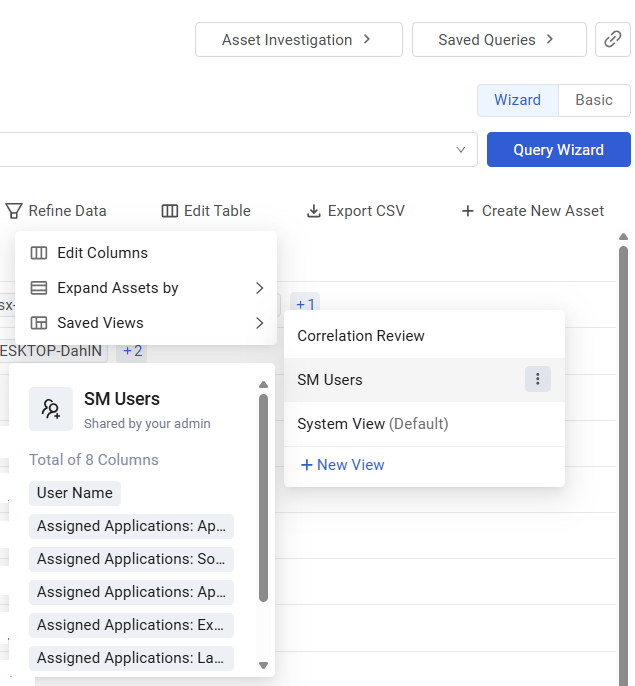 Asset Investigation
Saved Queries
Wizard
Basic
Query Wizard
Refine Data
Edit Table
Export CSV
+ Create New Asset
Edit Columns
Expand Assets by
Saved Views
sx-
+1
ESKTOP-DahlN
+2
Correlation Review
SM Users
System View (Default)
+ New View
SM Users
Shared by your admin
Total of 8 Columns
User Name
Assigned Applications: Ap...
Assigned Applications: So...
Assigned Applications: Ap...
Assigned Applications: Ex...
Assigned Applications: La...